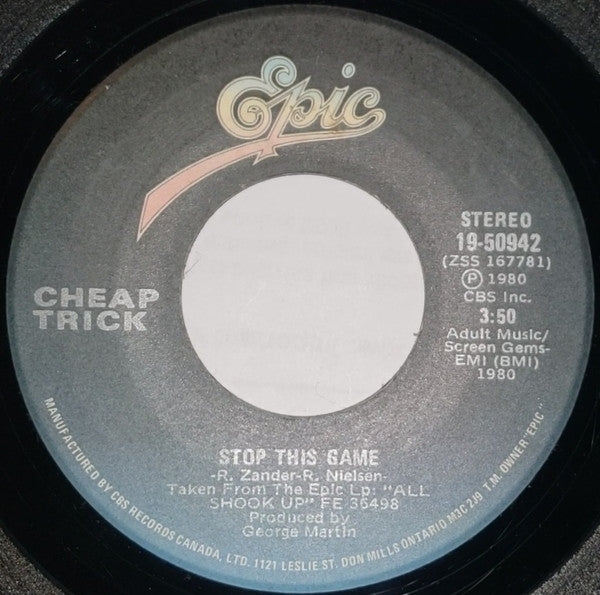 Epic
STEREO
19-50942
(ZSS 167781)
Ⓟ 1980
CBS Inc.
3:50
Adult Music/
Screen Gems-
EMI (BMI)
1980
CHEAP
TRICK
STOP THIS GAME
-R. Zander-R. Nielsen-
Taken From The Epic Lp: "ALL
SHOOK UP" FE 36498
Produced by
George Martin
MANUFACTURED BY CBS RECORDS CANADA, LTD. 1121 LESLIE ST. DON MILLS ONTARIO M3C 2J9 T.M. OWNER "EPIC"